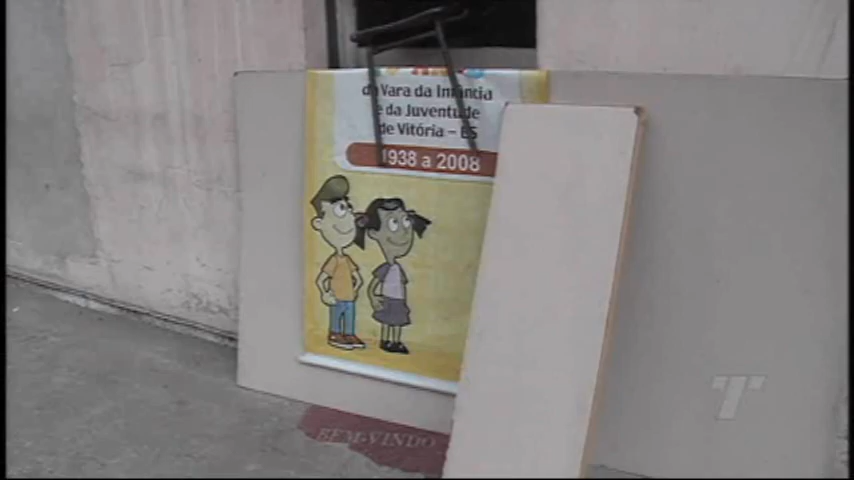 da Vara da Infância
e da Juventude
de Vitória – ES
1938 a 2008
BEM-VINDO
T